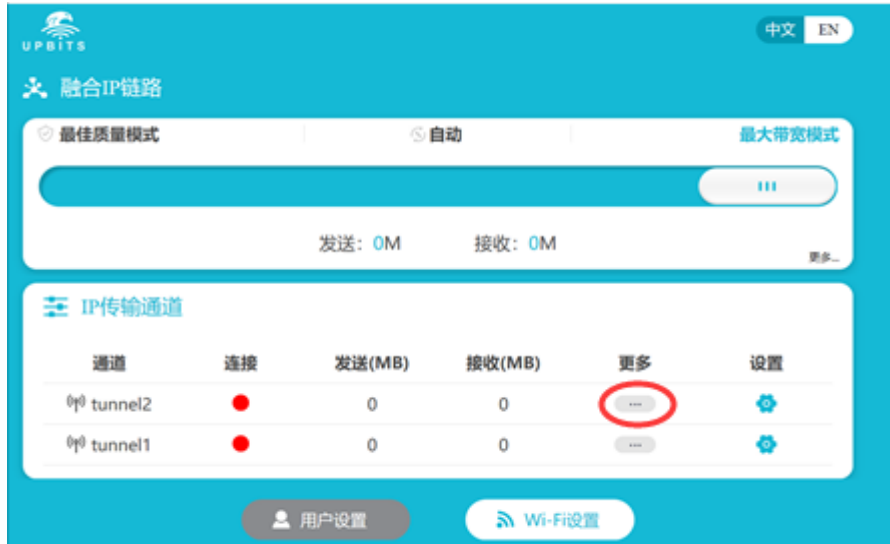 UPBITS
中文 EN
融合IP链路
最佳质量模式 自动 最大带宽模式
发送: 0M 接收: 0M
更多...
IP传输通道
通道 连接 发送(MB) 接收(MB) 更多 设置
tunnel2 0 0 ...
tunnel1 0 0 ...
用户设置 Wi-Fi设置